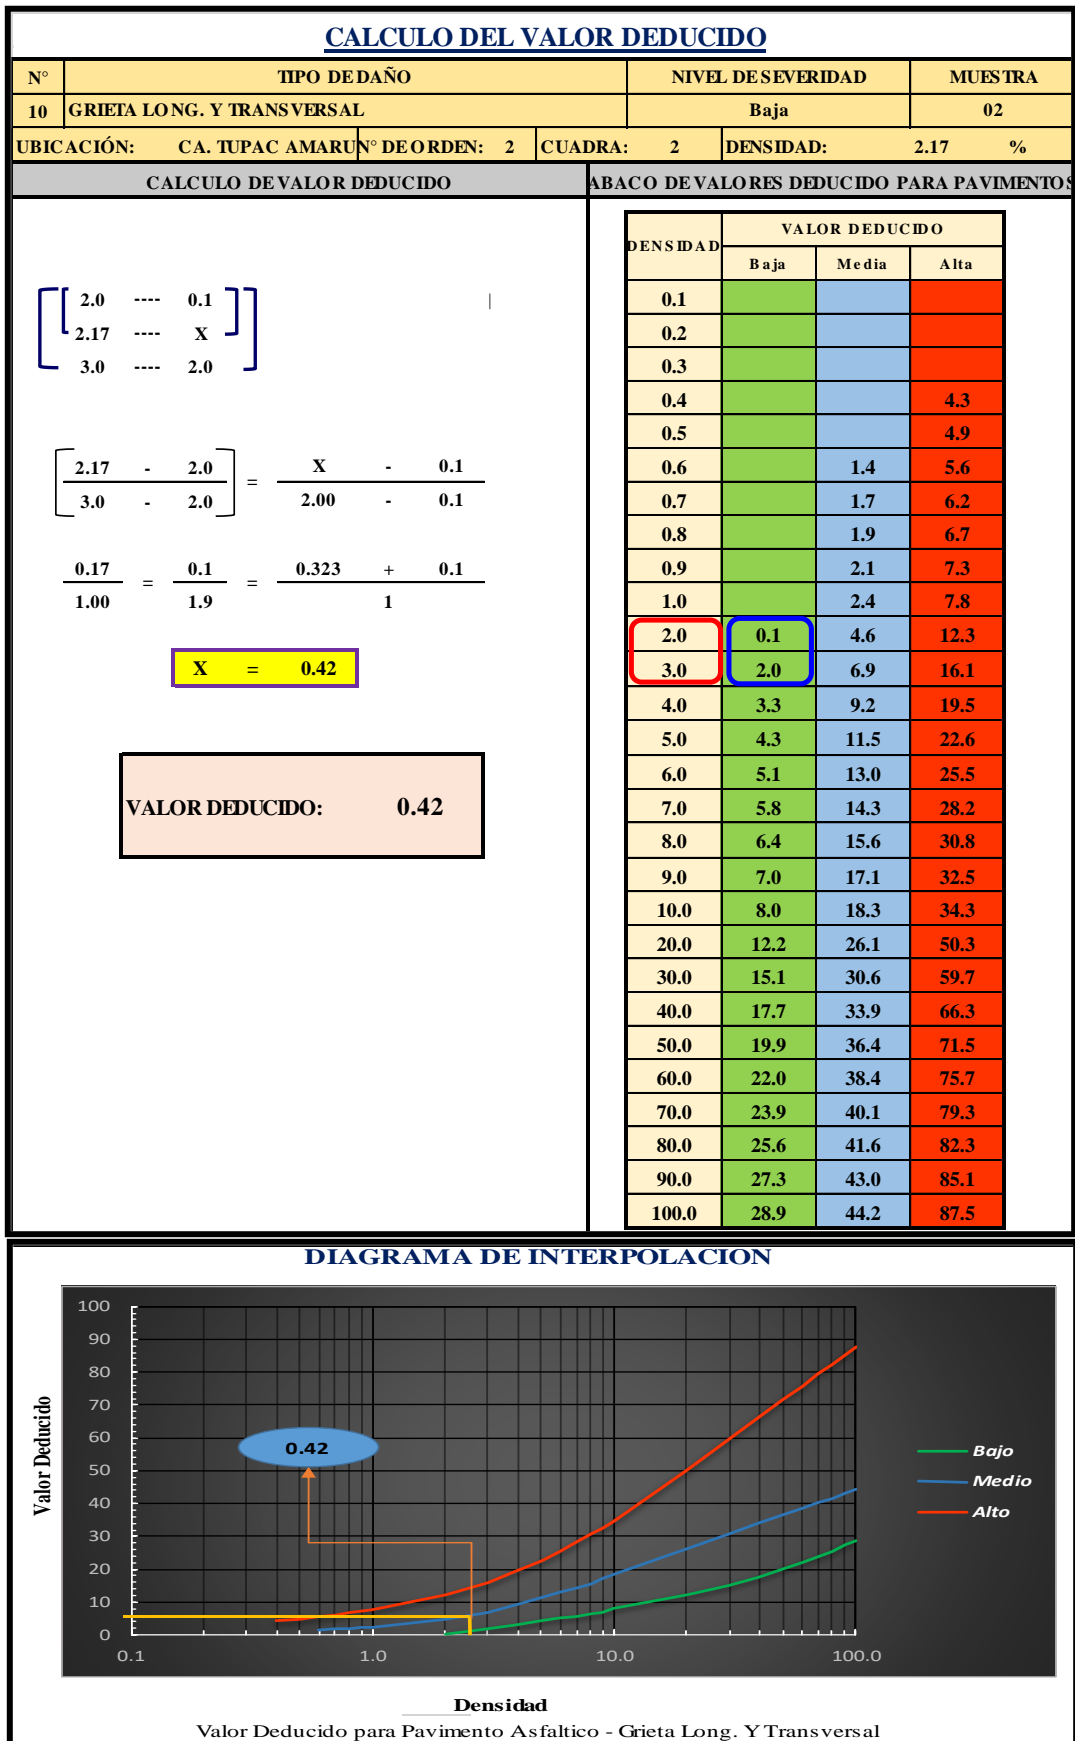 CALCULO DEL VALOR DEDUCIDO
N° TIPO DE DAÑO NIVEL DE SEVERIDAD MUESTRA
10 GRIETA LONG. Y TRANSVERSAL Baja 02
UBICACIÓN: CA. TUPAC AMARU N° DE ORDEN: 2 CUADRA: 2 DENSIDAD: 2.17 %
CALCULO DE VALOR DEDUCIDO ABACO DE VALORES DEDUCIDO PARA PAVIMENTOS
2.0 ---- 0.1
2.17 ---- X
3.0 ---- 2.0
2.17 - 2.0 = X - 0.1
3.0 - 2.0 2.00 - 0.1
0.17 = 0.1 = 0.323 + 0.1
1.00 1.9 1
X = 0.42
VALOR DEDUCIDO: 0.42
DENSIDAD VALOR DEDUCIDO
Baja Media Alta
0.1
0.2
0.3
0.4 4.3
0.5 4.9
0.6 1.4 5.6
0.7 1.7 6.2
0.8 1.9 6.7
0.9 2.1 7.3
1.0 2.4 7.8
2.0 0.1 4.6 12.3
3.0 2.0 6.9 16.1
4.0 3.3 9.2 19.5
5.0 4.3 11.5 22.6
6.0 5.1 13.0 25.5
7.0 5.8 14.3 28.2
8.0 6.4 15.6 30.8
9.0 7.0 17.1 32.5
10.0 8.0 18.3 34.3
20.0 12.2 26.1 50.3
30.0 15.1 30.6 59.7
40.0 17.7 33.9 66.3
50.0 19.9 36.4 71.5
60.0 22.0 38.4 75.7
70.0 23.9 40.1 79.3
80.0 25.6 41.6 82.3
90.0 27.3 43.0 85.1
100.0 28.9 44.2 87.5
DIAGRAMA DE INTERPOLACION
Valor Deducido
100
90
80
70
60
50
40
30
20
10
0
0.42
Bajo
Medio
Alto
0.1 1.0 10.0 100.0
Densidad
Valor Deducido para Pavimento Asfaltico - Grieta Long. Y Transversal